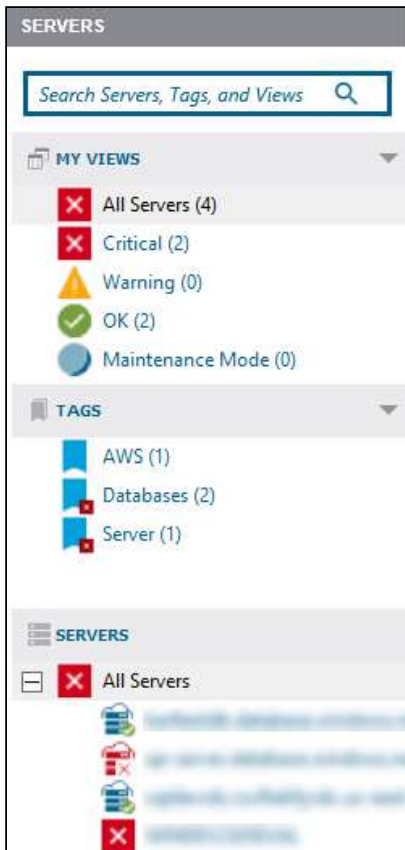 SERVERS
Search Servers, Tags, and Views
MY VIEWS
All Servers (4)
Critical (2)
Warning (0)
OK (2)
Maintenance Mode (0)
TAGS
AWS (1)
Databases (2)
Server (1)
SERVERS
All Servers